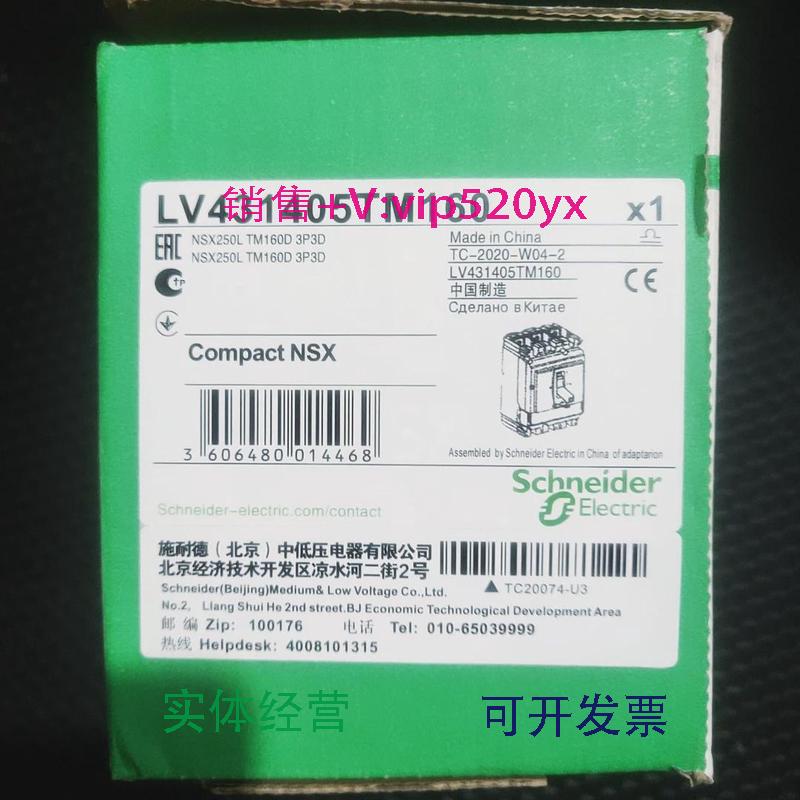 LV431405TM160
销售+V:vip520yx
x1
NSX250L TM160D 3P3D
NSX250L TM160D 3P3D
Made in China
TC-2020-W04-2
LV431405TM160
中国制造
Сделано в Китае
EAC
CE
Compact NSX
3 606480 014468
Assembled by Schneider Electric in China of adaptarion
Schneider
Electric
Schneider-electric.com/contact
施耐德（北京）中低压电器有限公司
北京经济技术开发区凉水河二街2号
TC20074-U3
Schneider(Beijing)Medium& Low Voltage Co.,Ltd.
No.2, Liang Shui He 2nd street.BJ Economic Technological Development Area
邮 编 Zip: 100176 电话 Tel: 010-65039999
热线 Helpdesk: 4008101315
实体经营
可开发票